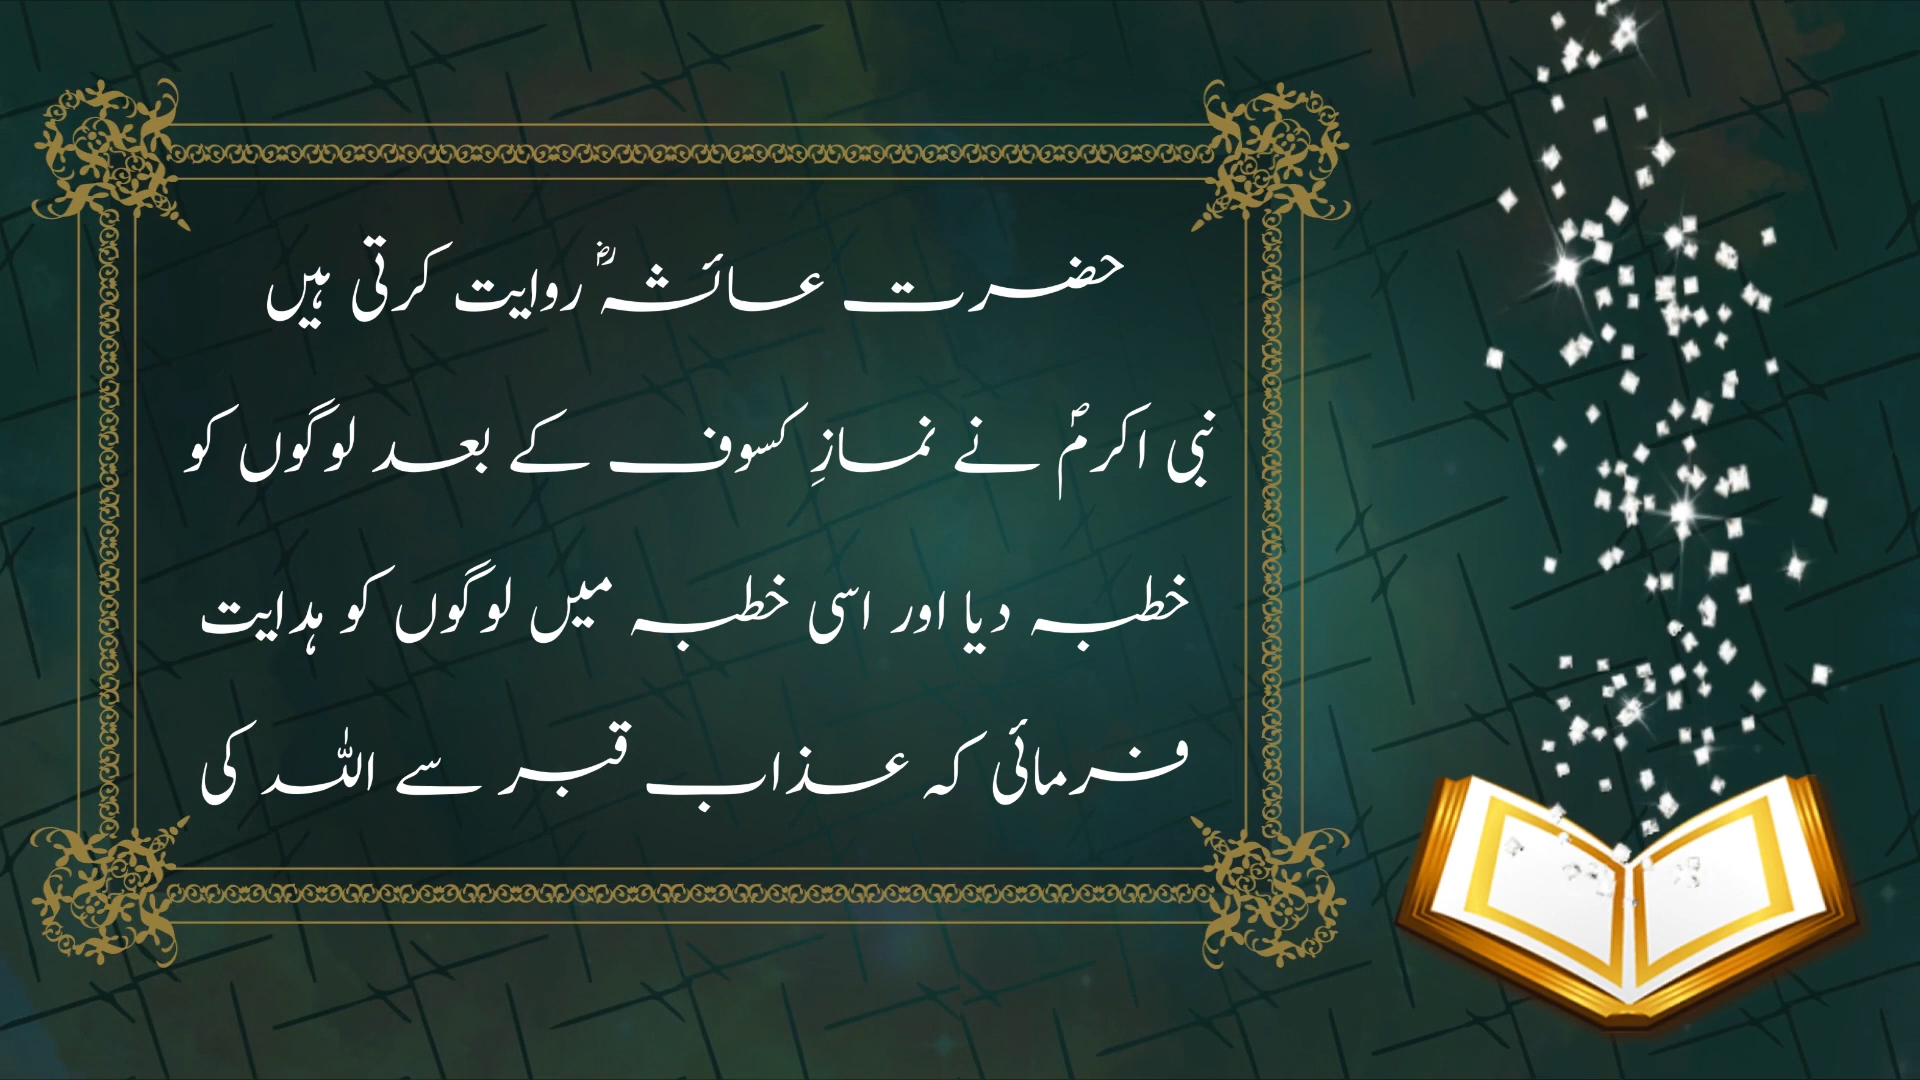 حضرت عائشہؓ روایت کرتی ہیں
نبی اکرمؐ نے نمازِ کسوف کے بعد لوگوں کو
خطبہ دیا اور اسی خطبہ میں لوگوں کو ہدایت
فرمائی کہ عذاب قبر سے اللہ کی